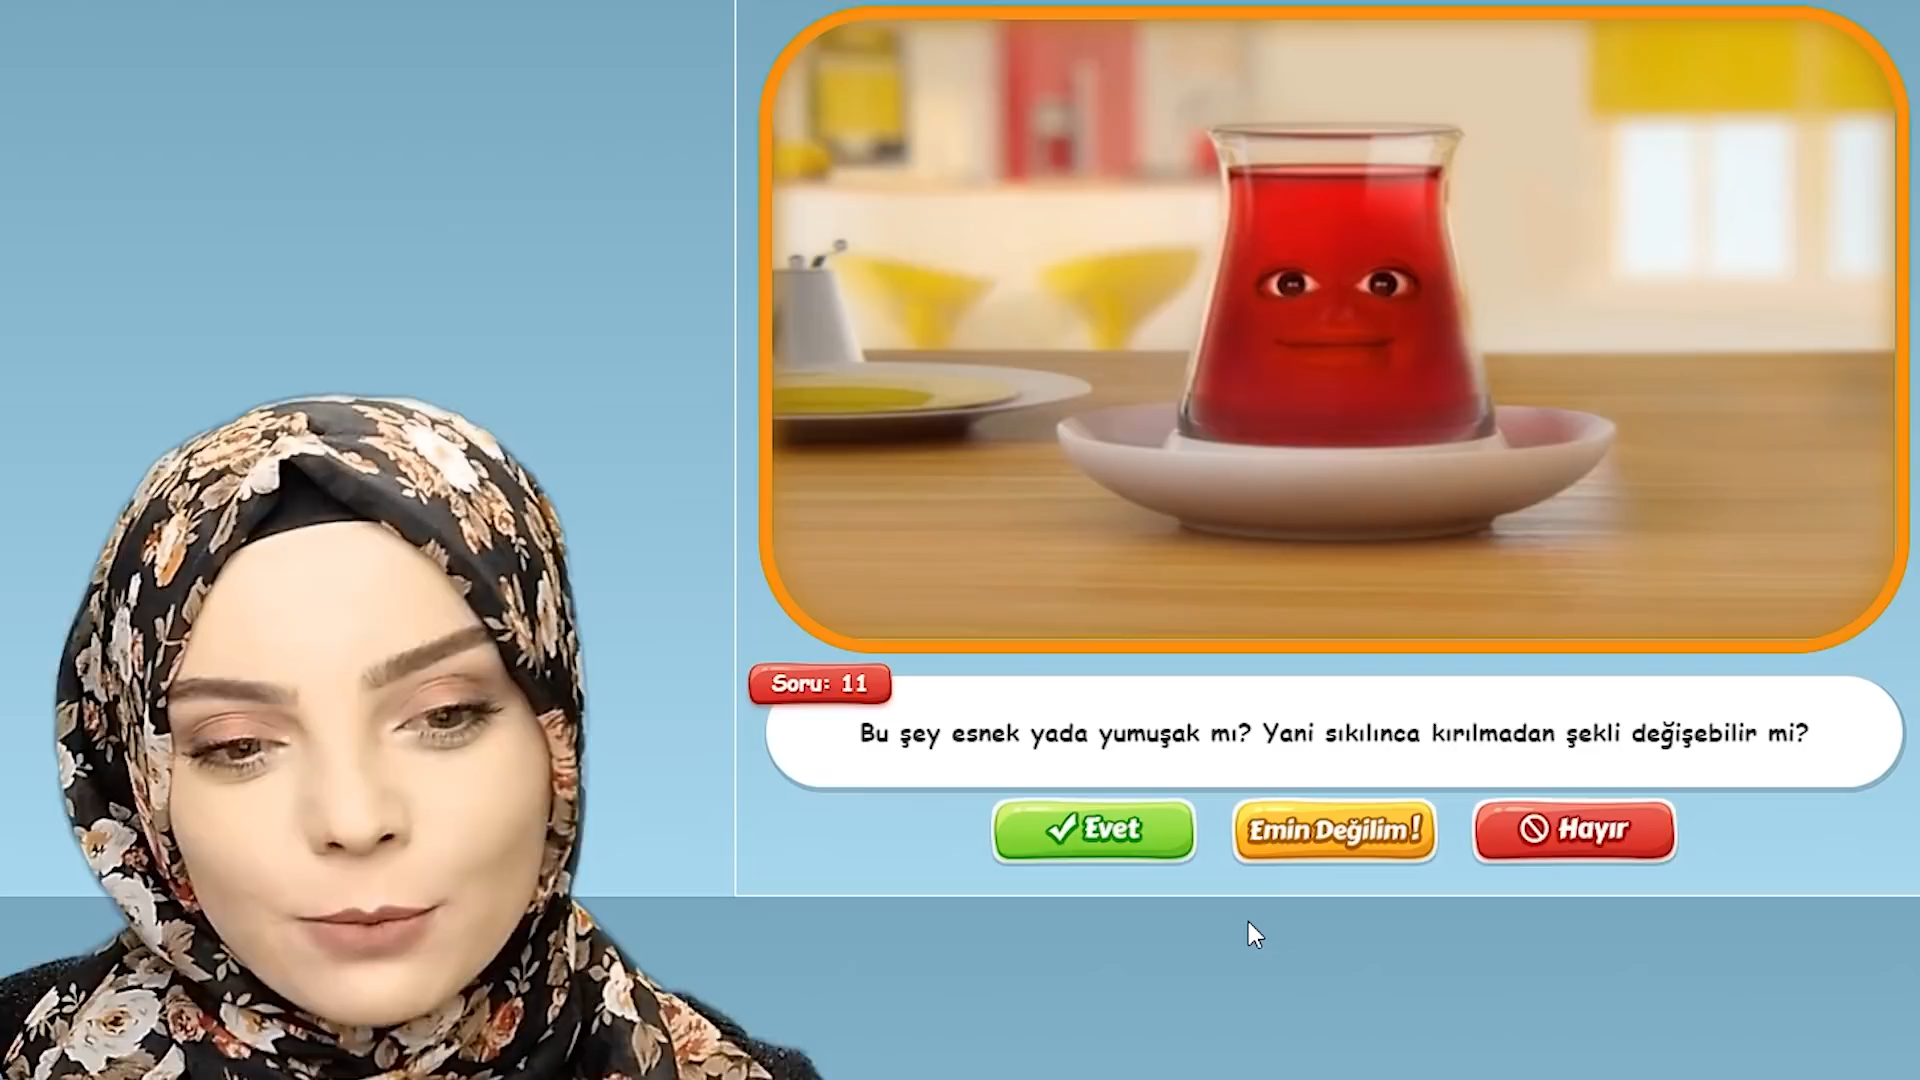 Soru: 11
Bu şey esnek yada yumuşak mı? Yani sıkılınca kırılmadan şekli değişebilir mi?
Evet
Emin Değilim!
Hayır